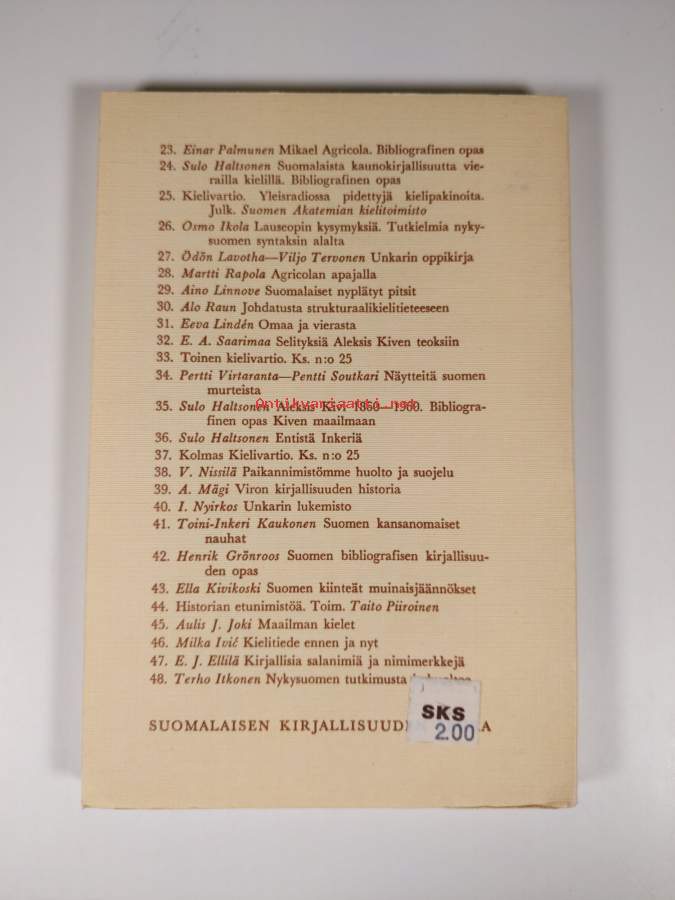 23. Einar Palmunen Mikael Agricola. Bibliografinen opas
24. Sulo Haltsonen Suomalaista kaunokirjallisuutta vie-
railla kielillä. Bibliografinen opas
25. Kielivartio. Yleisradiossa pidettyjä kielipakinoita.
Julk. Suomen Akatemian kielitoimisto
26. Osmo Ikola Lauseopin kysymyksiä. Tutkielmia nyky-
suomen syntaksin alalta
27. Ödön Lavotha—Viljo Tervonen Unkarin oppikirja
28. Martti Rapola Agricolan apajalla
29. Aino Linnove Suomalaiset nyplätyt pitsit
30. Alo Raun Johdatusta strukturaalikielitieteeseen
31. Eeva Lindén Omaa ja vierasta
32. E. A. Saarimaa Selityksiä Aleksis Kiven teoksiin
33. Toinen kielivartio. Ks. n:o 25
34. Pertti Virtaranta—Pentti Soutkari Näytteitä suomen
murteista
Antikvariaatti.net
35. Sulo Haltsonen Aleksis Kivi 1860—1960. Bibliogra-
finen opas Kiven maailmaan
36. Sulo Haltsonen Entistä Inkeriä
37. Kolmas Kielivartio. Ks. n:o 25
38. V. Nissilä Paikannimistömme huolto ja suojelu
39. A. Mägi Viron kirjallisuuden historia
40. I. Nyirkos Unkarin lukemisto
41. Toini-Inkeri Kaukonen Suomen kansanomaiset
nauhat
42. Henrik Grönroos Suomen bibliografisen kirjallisuu-
den opas
43. Ella Kivikoski Suomen kiinteät muinaisjäännökset
44. Historian etunimistöä. Toim. Taito Piiroinen
45. Aulis J. Joki Maailman kielet
46. Milka Ivić Kielitiede ennen ja nyt
47. E. J. Ellilä Kirjallisia salanimiä ja nimimerkkejä
48. Terho Itkonen Nykysuomen tutkimusta
SUOMALAISEN
SKS
2.00